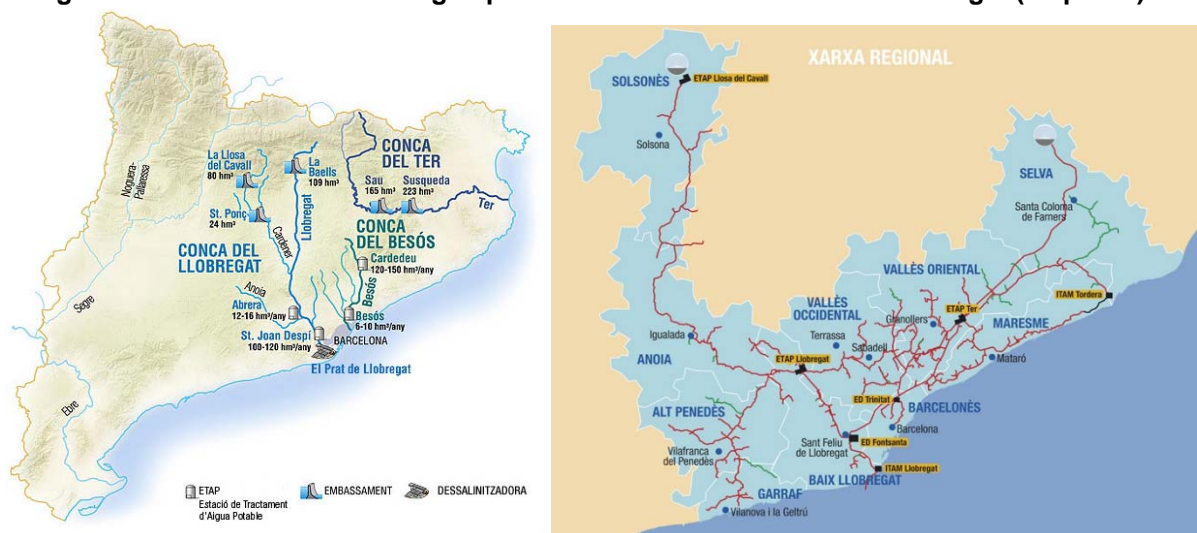 La Llosa
del Cavall
80 hm³
La
Baells
109 hm³
CONCA
DEL TER
Sau
165 hm³
Susqueda
223 hm³
Ter
Noguera-
Pallaressa
St. Ponç
24 hm³
Cardener
Llobregat
CONCA
DEL BESÓS
Cardedeu
120-150 hm³/any
CONCA DEL
LLOBREGAT
Besós
Segre
Anoia
Abrera
12-16 hm³/any
Besós
6-10 hm³/any
St. Joan Despí
100-120 hm³/any
BARCELONA
El Prat de Llobregat
Ebre
ETAP
Estació de Tractament
d'Aigua Potable
EMBASSAMENT
DESSALINITZADORA
XARXA REGIONAL
SOLSONÈS
ETAP Llosa del Cavall
Solsona
SELVA
Santa Coloma
de Farners
VALLÈS ORIENTAL
ITAM Tordera
VALLÈS
OCCIDENTAL
Granollers
ETAP Ter
MARESME
Igualada
Terrassa
Sabadell
Mataró
ANOIA
ETAP Llobregat
ED Trinitat
BARCELONÈS
ALT PENEDÈS
Barcelona
Sant Feliu
de Llobregat
ED Fontsanta
Vilafranca
del Penedès
ITAM Llobregat
BAIX LLOBREGAT
GARRAF
Vilanova i la Geltrú